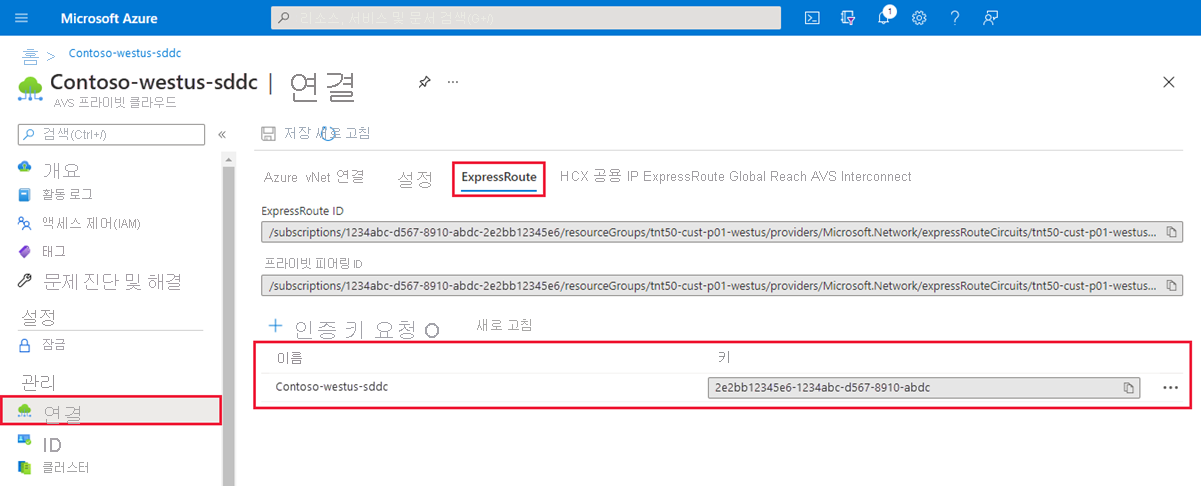 Microsoft Azure
리소스, 서비스 및 문서 검색(G+/)
1
홈 > Contoso-westus-sddc
Contoso-westus-sddc | 연결
AVS 프라이빗 클라우드
검색(Ctrl+/)
«
저장 새로 고침
개요
활동 로그
액세스 제어(IAM)
태그
문제 진단 및 해결
설정
잠금
관리
연결
ID
클러스터
Azure vNet 연결 설정 ExpressRoute HCX 공용 IP ExpressRoute Global Reach AVS Interconnect
ExpressRoute ID
/subscriptions/1234abc-d567-8910-abdc-2e2bb12345e6/resourceGroups/tnt50-cust-p01-westus/providers/Microsoft.Network/expressRouteCircuits/tnt50-cust-p01-westus...
프라이빗 피어링 ID
/subscriptions/1234abc-d567-8910-abdc-2e2bb12345e6/resourceGroups/tnt50-cust-p01-westus/providers/Microsoft.Network/expressRouteCircuits/tnt50-cust-p01-westus...
+ 인증 키 요청 새로 고침
이름 키
Contoso-westus-sddc 2e2bb12345e6-1234abc-d567-8910-abdc